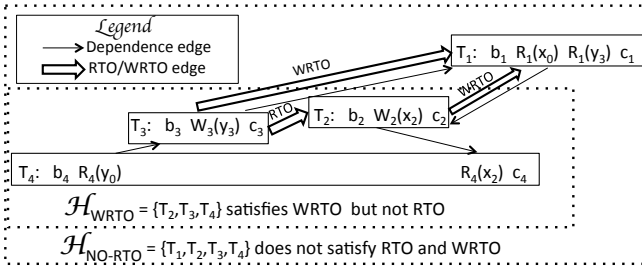 Legend
Dependence edge
RTO/WRTO edge
WRTO
T₁: b₁ R₁(x₀) R₁(y₃) c₁
WRTO
RTO
T₃: b₃ W₃(y₃) c₃
T₂: b₂ W₂(x₂) c₂
T₄: b₄ R₄(y₀) R₄(x₂) c₄
ℋ_WRTO = {T₂,T₃,T₄} satisfies WRTO but not RTO
ℋ_NO-RTO = {T₁,T₂,T₃,T₄} does not satisfy RTO and WRTO